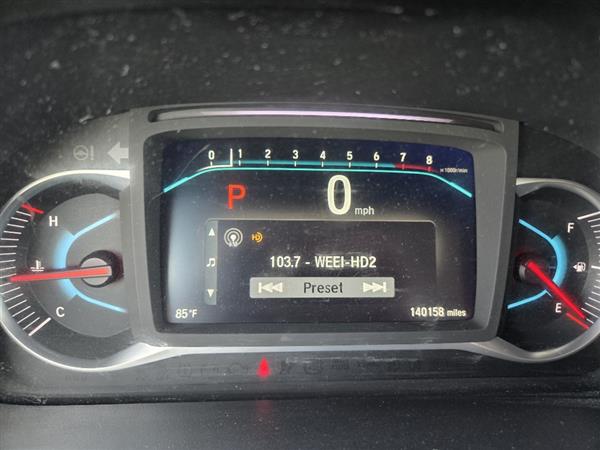 0 1 2 3 4 5 6 7 8
x 1000r/min
P 0 mph
H
C
F
E
103.7 - WEEI-HD2
Preset
85°F
140158 miles